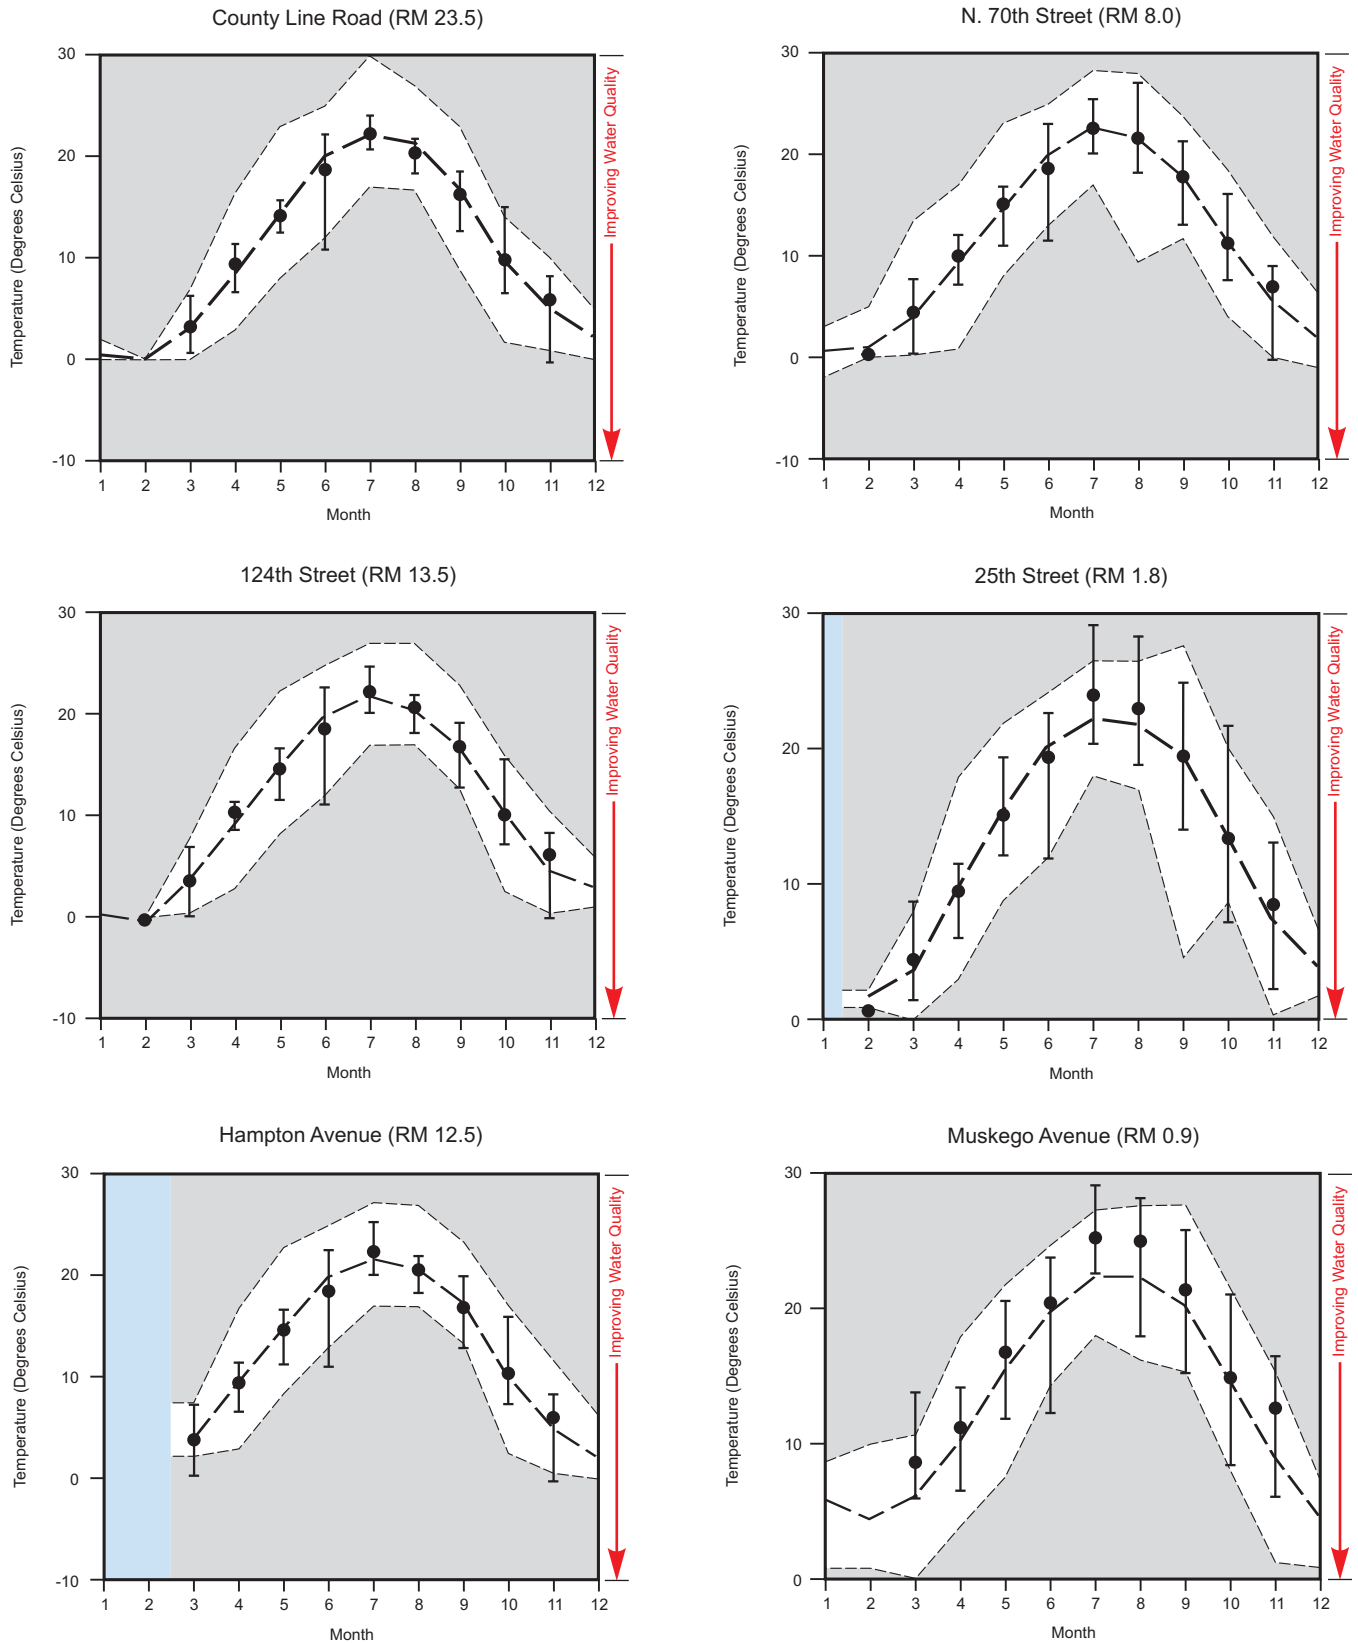 County Line Road (RM 23.5)
30
20
10
0
-10
Temperature (Degrees Celsius)
1 2 3 4 5 6 7 8 9 10 11 12
Month
Improving Water Quality
N. 70th Street (RM 8.0)
30
20
10
0
-10
Temperature (Degrees Celsius)
1 2 3 4 5 6 7 8 9 10 11 12
Month
Improving Water Quality
124th Street (RM 13.5)
30
20
10
0
-10
Temperature (Degrees Celsius)
1 2 3 4 5 6 7 8 9 10 11 12
Month
Improving Water Quality
25th Street (RM 1.8)
30
20
10
0
Temperature (Degrees Celsius)
1 2 3 4 5 6 7 8 9 10 11 12
Month
Improving Water Quality
Hampton Avenue (RM 12.5)
30
20
10
0
-10
Temperature (Degrees Celsius)
1 2 3 4 5 6 7 8 9 10 11 12
Month
Improving Water Quality
Muskego Avenue (RM 0.9)
30
20
10
0
Temperature (Degrees Celsius)
1 2 3 4 5 6 7 8 9 10 11 12
Month
Improving Water Quality